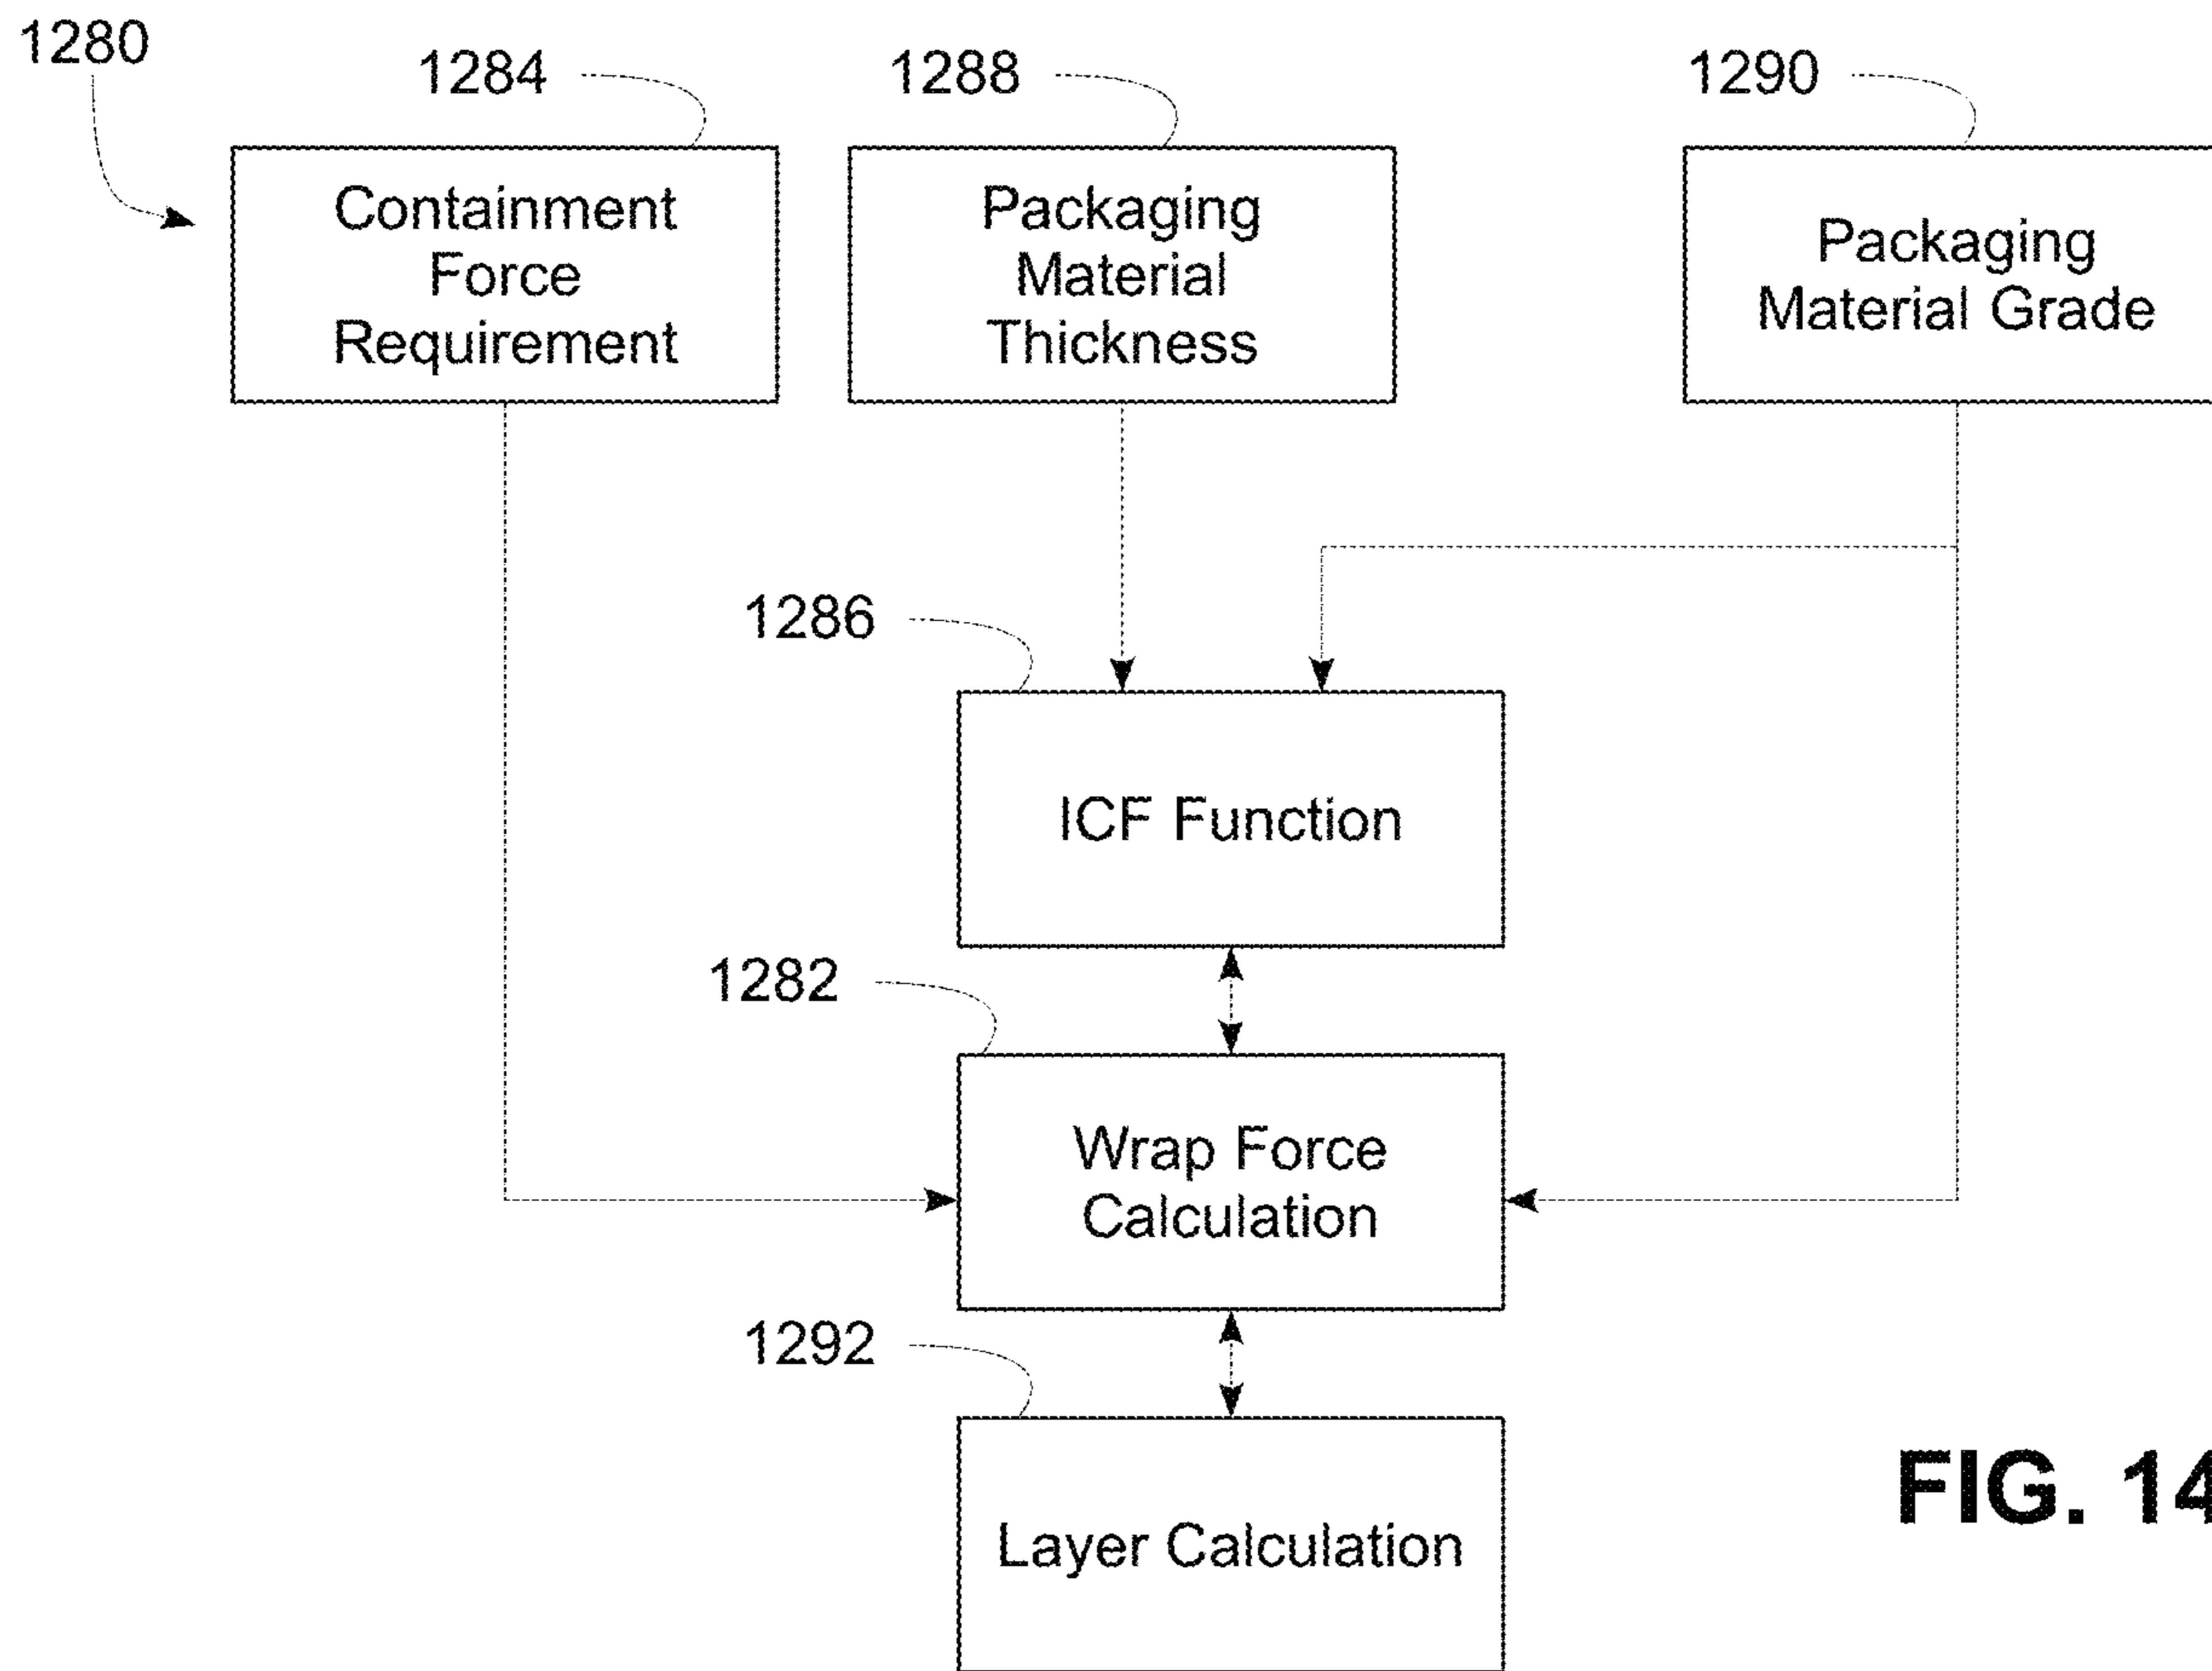 1280
1284
1288
1290
Containment
Force
Requirement
Packaging
Material
Thickness
Packaging
Material Grade
1286
ICF Function
1282
Wrap Force
Calculation
1292
Layer Calculation
FIG. 14